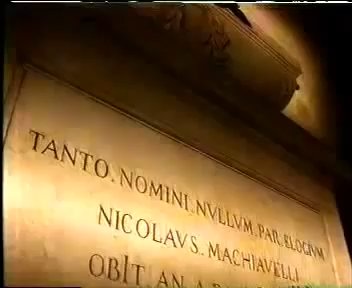 TANTO. NOMINI. NVLLVM. PAR. ELOGIVM
NICOLAVS. MACHIAVELLI
OBIT. AN. A